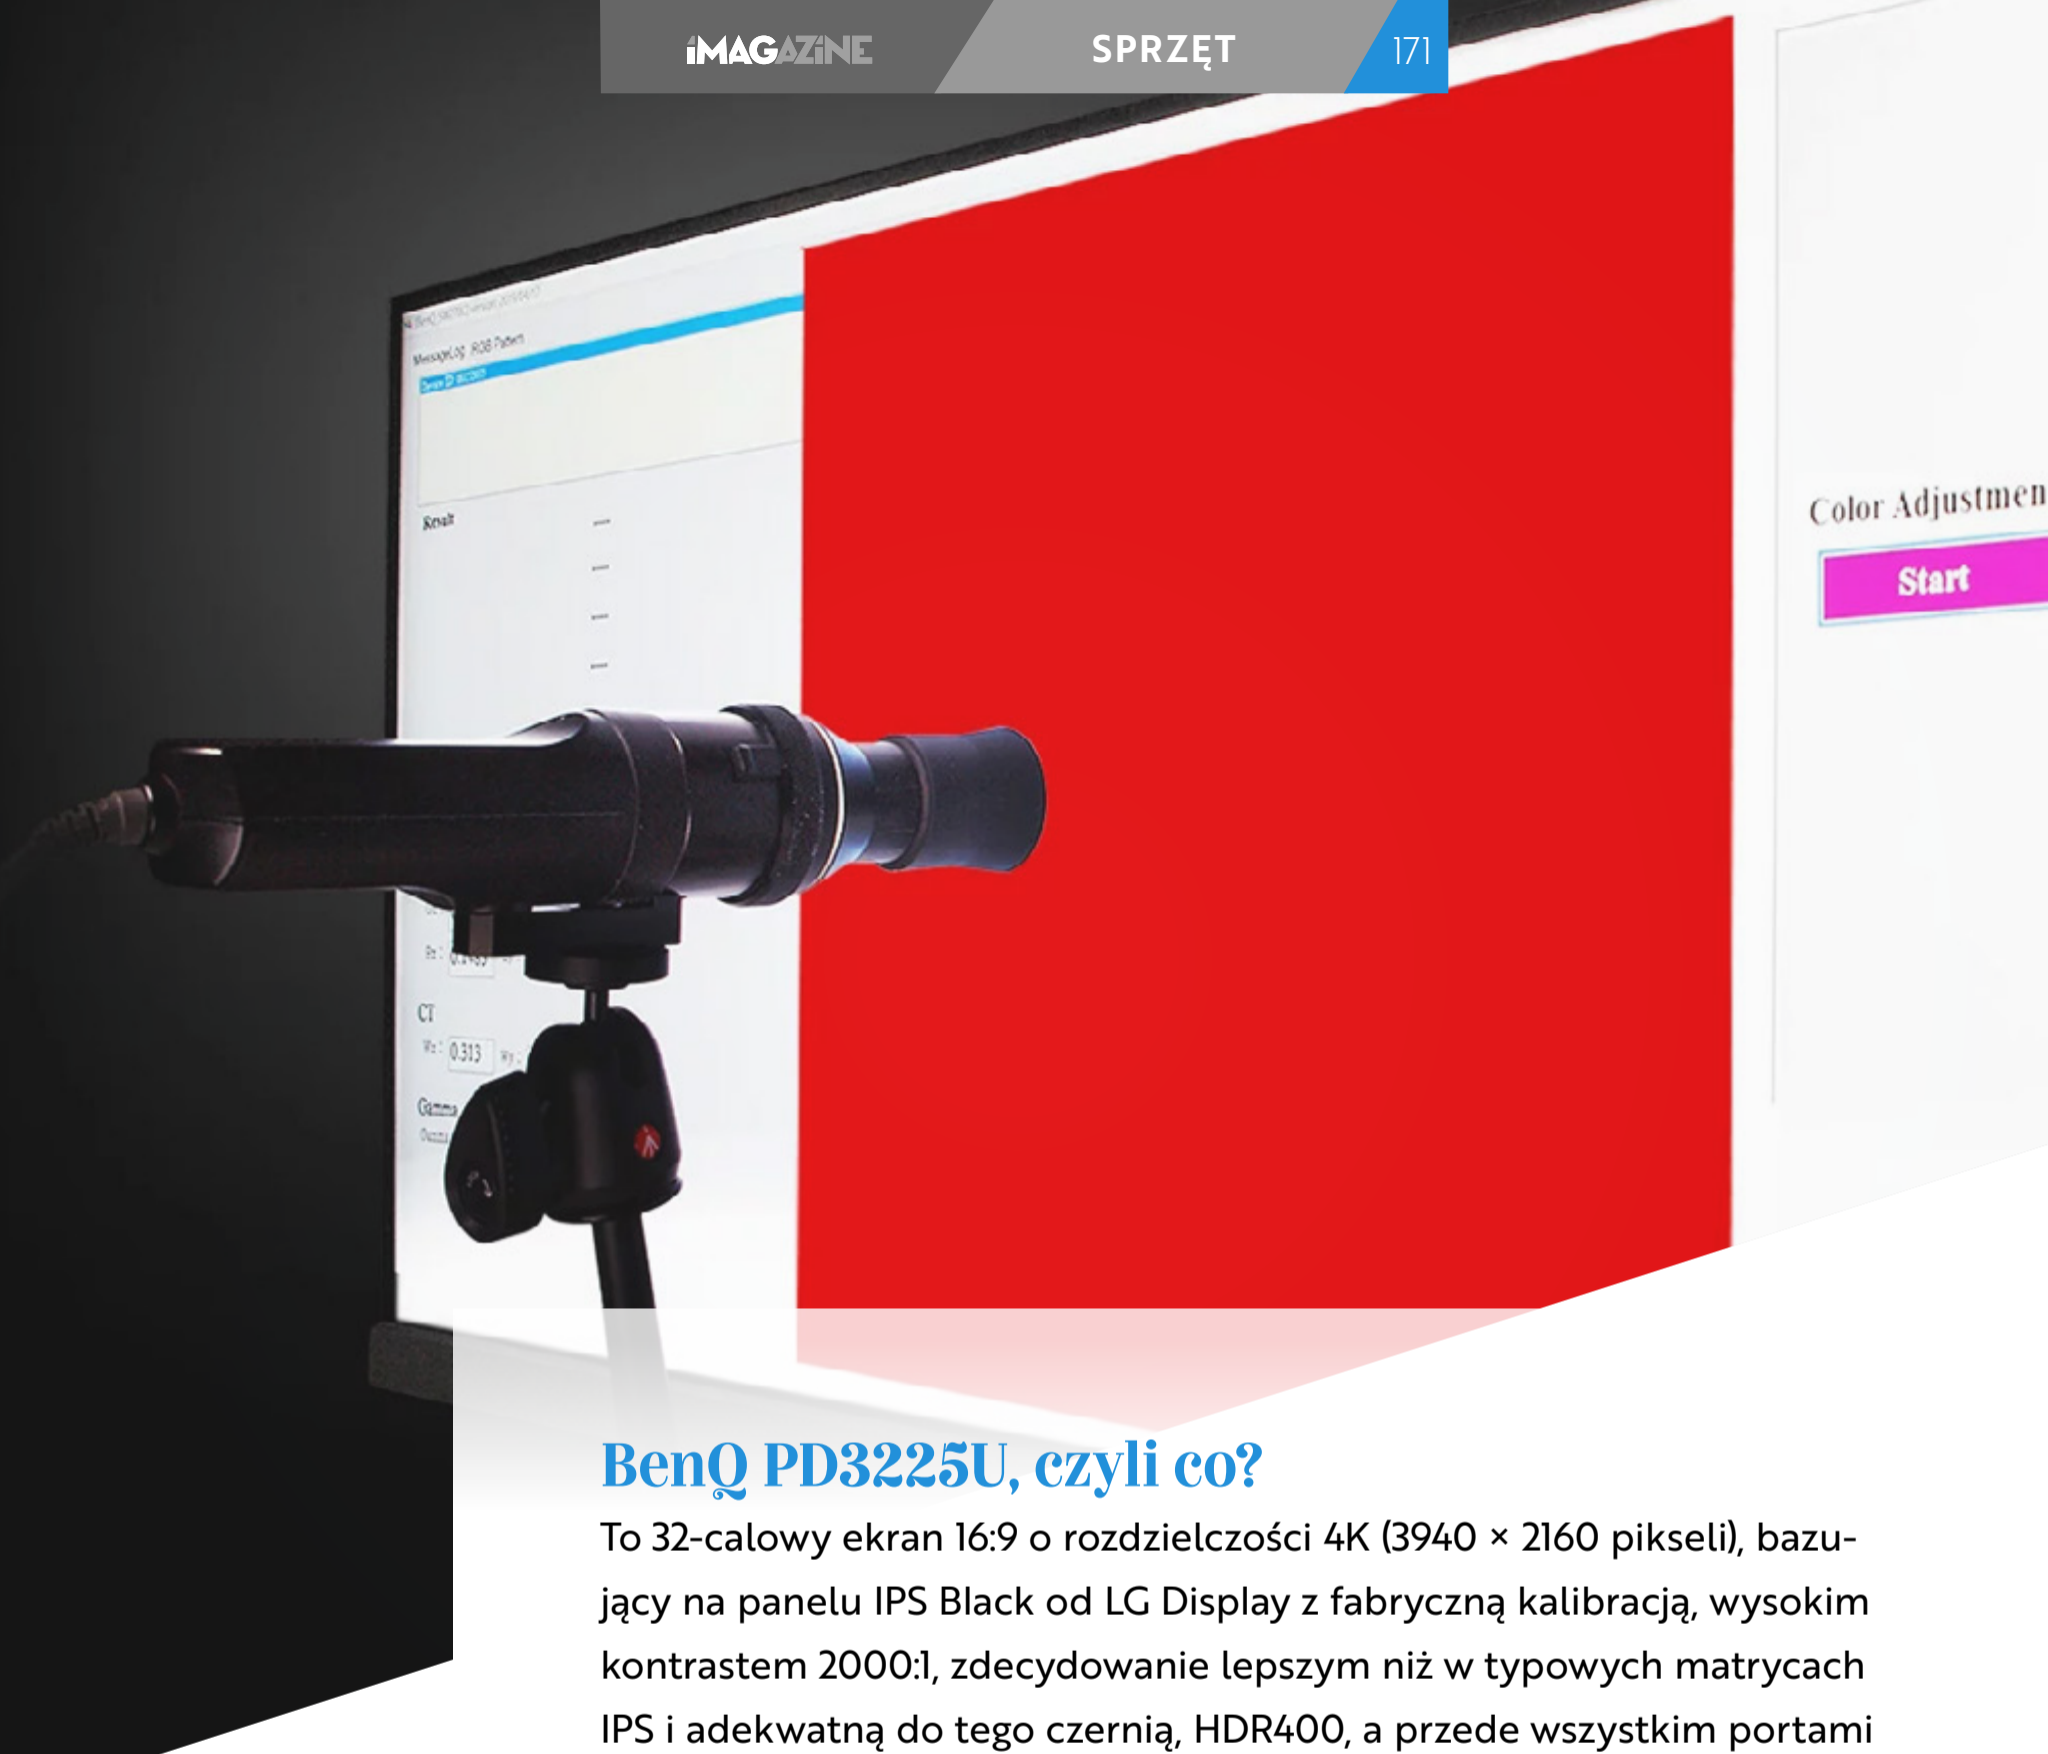 iMAGAZINE
SPRZĘT
171
MessageLog RGB Pattern
Result
Color Adjustmen
Start
CT
0.313
Gamma
BenQ PD3225U, czyli co?
To 32-calowy ekran 16:9 o rozdzielczości 4K (3940 × 2160 pikseli), bazu-
jący na panelu IPS Black od LG Display z fabryczną kalibracją, wysokim
kontrastem 2000:1, zdecydowanie lepszym niż w typowych matrycach
IPS i adekwatną do tego czernią, HDR400, a przede wszystkim portami